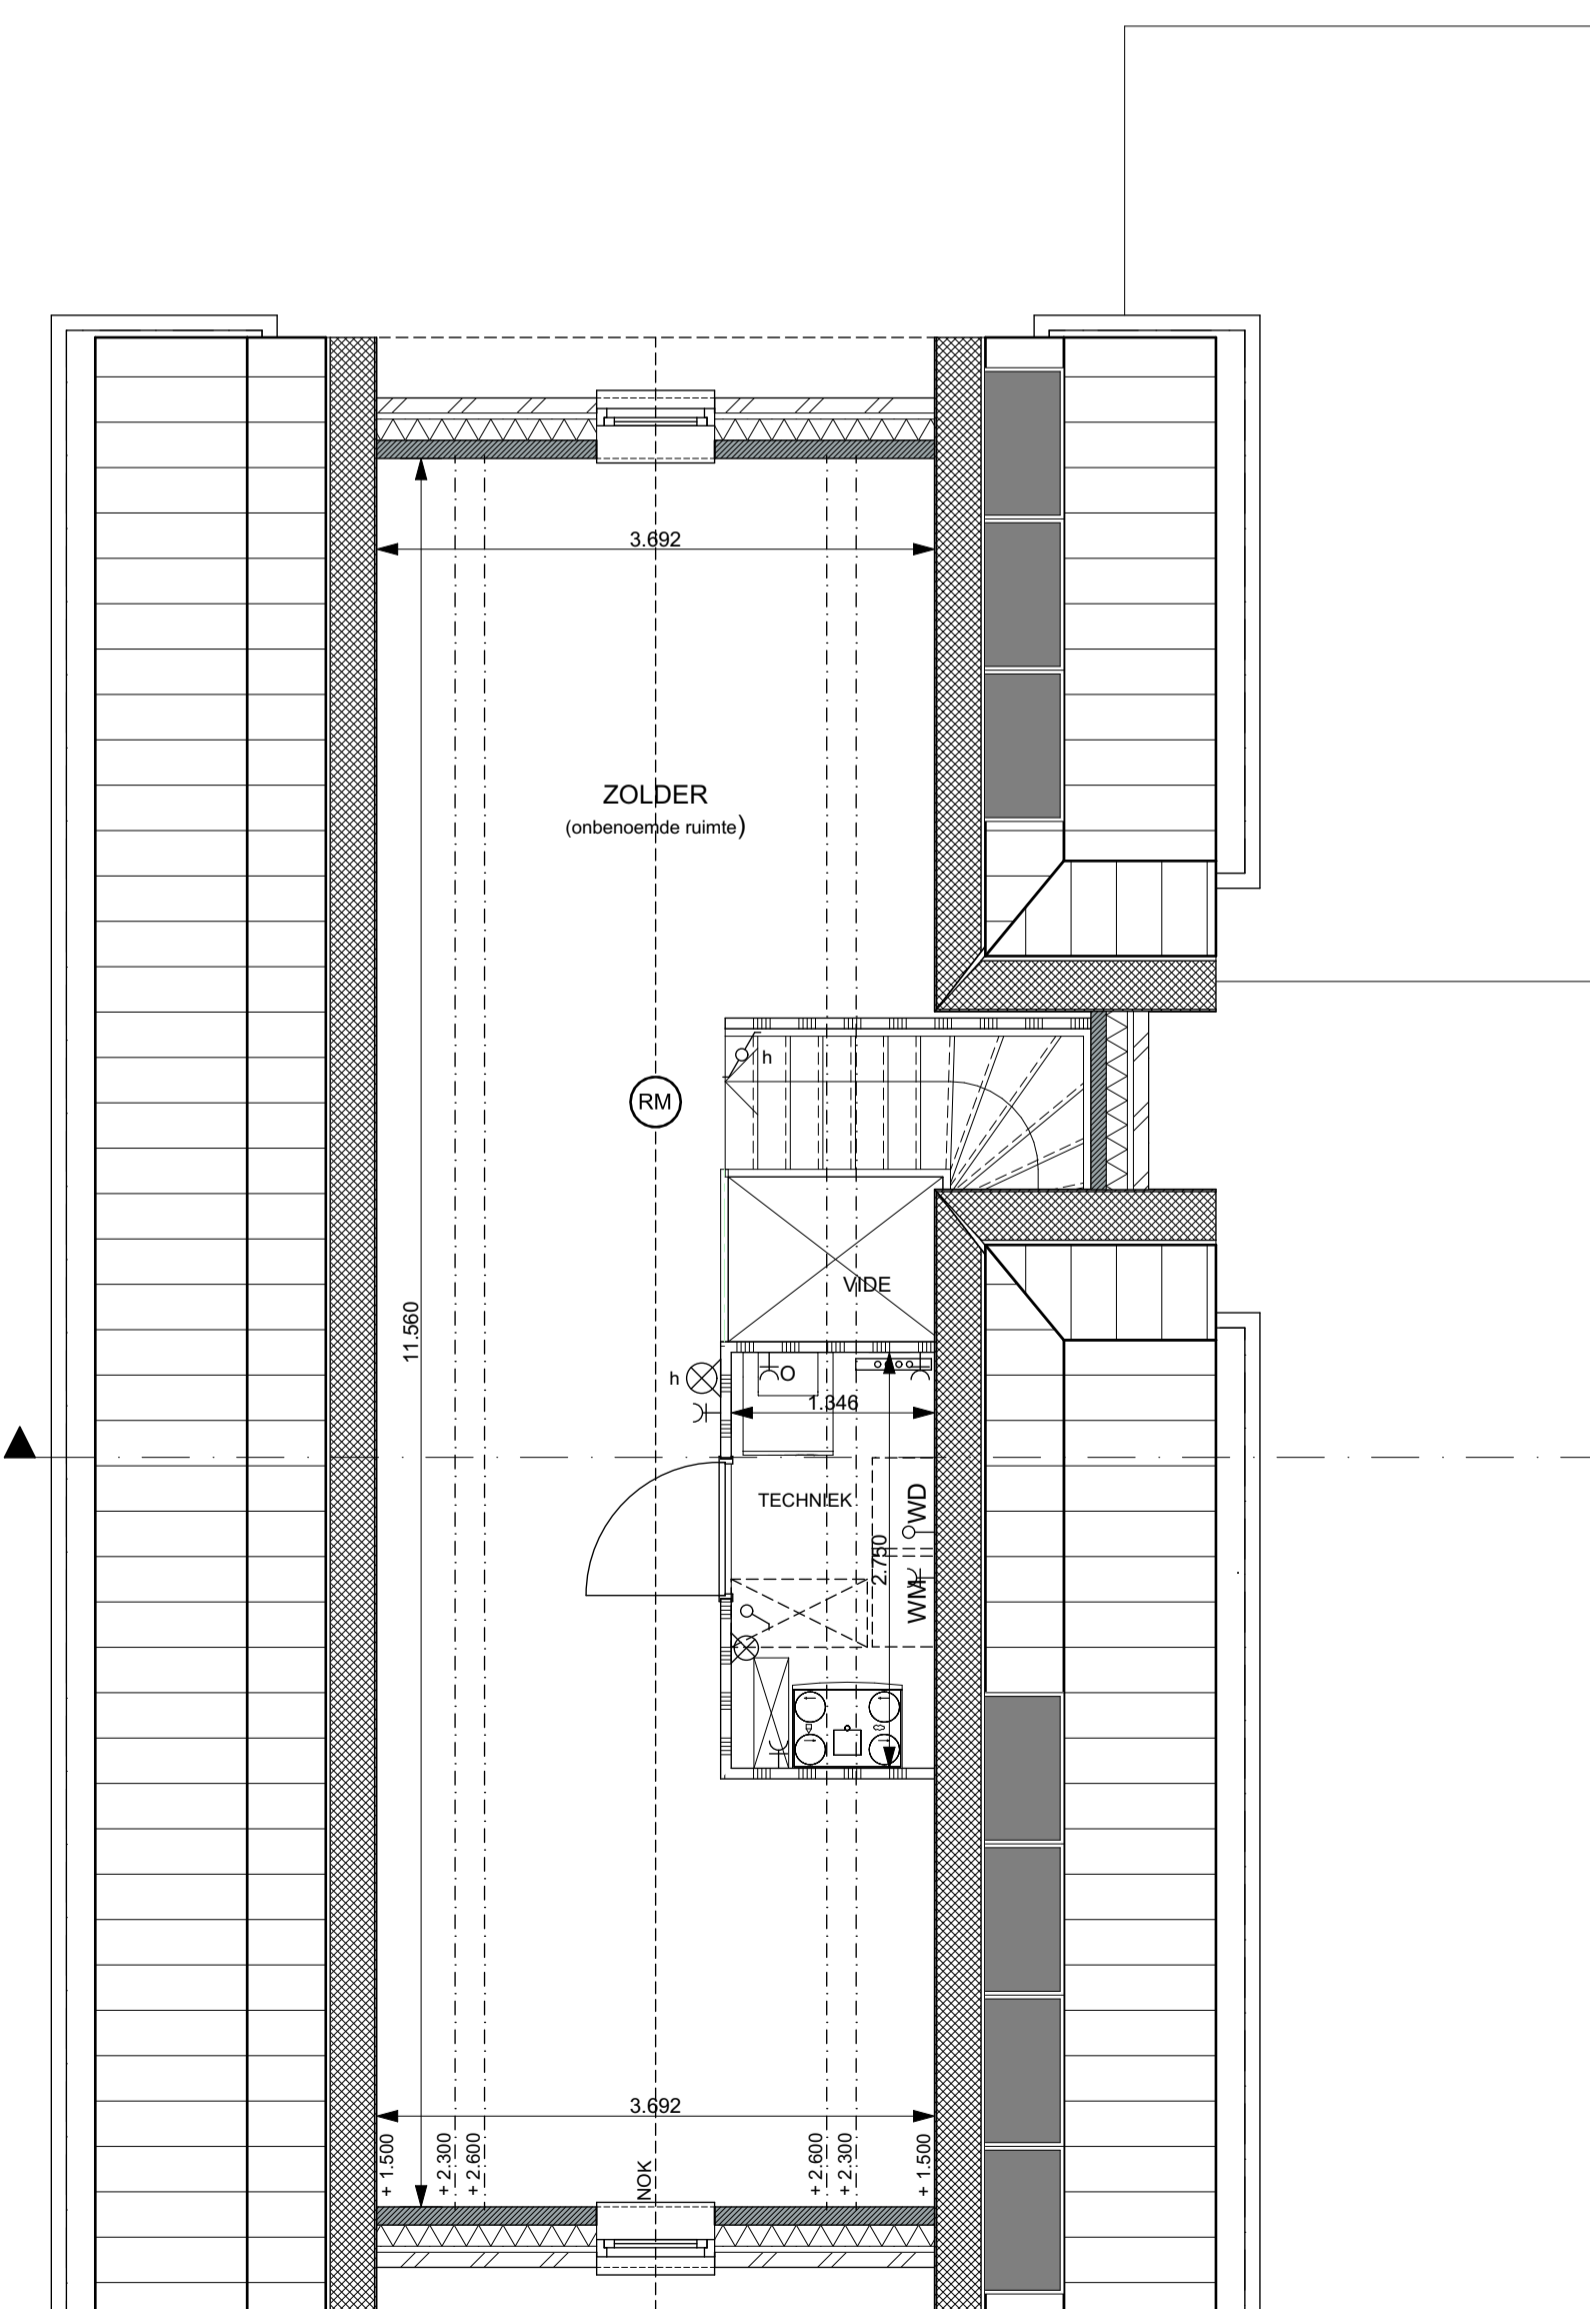 3.692
ZOLDER
(onbenoemde ruimte)
h
RM
VIDE
11.560
h
O
1.346
TECHNIEK
WD
2.750
WM
3.692
+ 1.500
+ 2.300
+ 2.600
NOK
+ 2.600
+ 2.300
+ 1.500